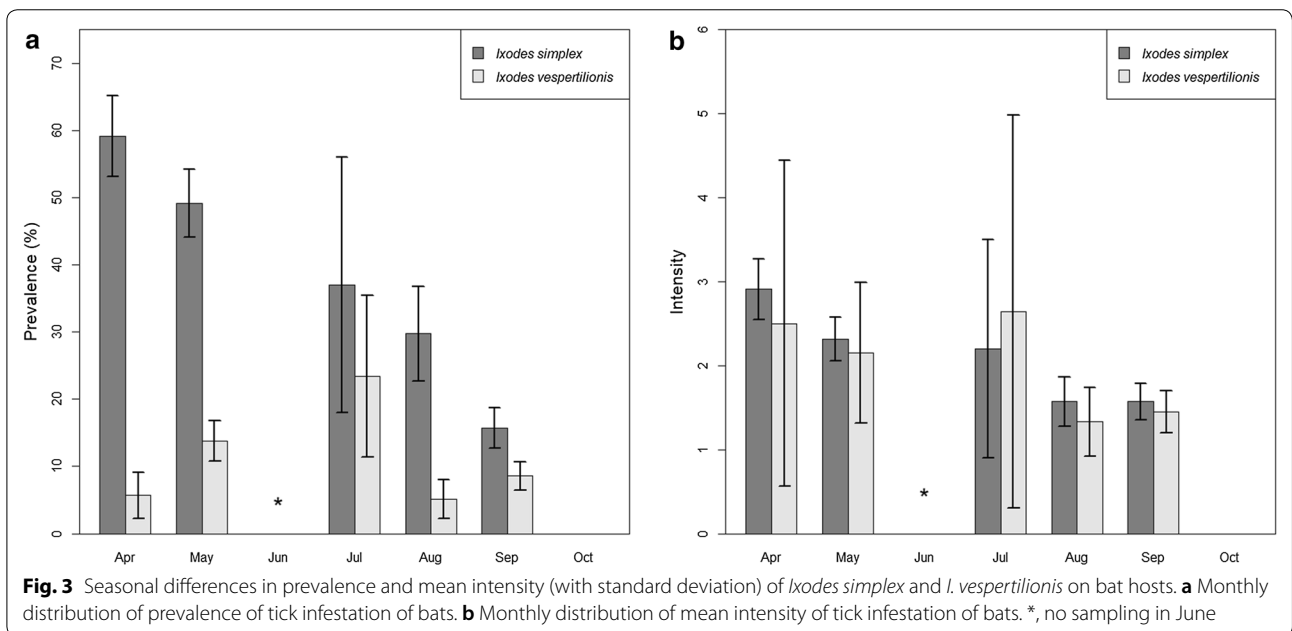 a
Prevalence (%)
0 10 20 30 40 50 60 70
Ixodes simplex
Ixodes vespertilionis
*
Apr May Jun Jul Aug Sep Oct
b
Intensity
0 1 2 3 4 5 6
Ixodes simplex
Ixodes vespertilionis
*
Apr May Jun Jul Aug Sep Oct
Fig. 3 Seasonal differences in prevalence and mean intensity (with standard deviation) of Ixodes simplex and I. vespertilionis on bat hosts. a Monthly
distribution of prevalence of tick infestation of bats. b Monthly distribution of mean intensity of tick infestation of bats. *, no sampling in June